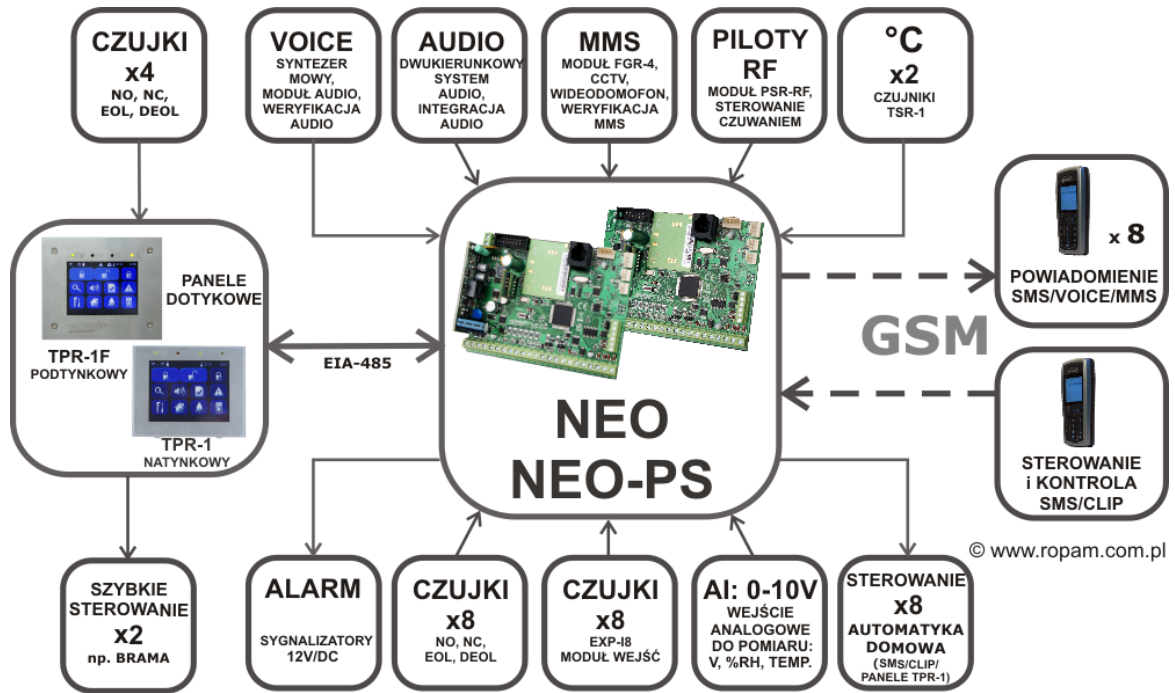 CZUJKI
x4
NO, NC,
EOL, DEOL
VOICE
SYNTEZER
MOWY,
MODUŁ AUDIO,
WERYFIKACJA
AUDIO
AUDIO
DWUKIERUNKOWY
SYSTEM
AUDIO,
INTEGRACJA
AUDIO
MMS
MODUŁ FGR-4,
CCTV,
WIDEODOMOFON,
WERYFIKACJA
MMS
PILOTY
RF
MODUŁ PSR-RF,
STEROWANIE
CZUWANIEM
°C
x2
CZUJNIKI
TSR-1
PANELE
DOTYKOWE
TPR-1F
PODTYNKOWY
TPR-1
NATYNKOWY
EIA-485
NEO
NEO-PS
GSM
x 8
POWIADOMIENIE
SMS/VOICE/MMS
STEROWANIE
i KONTROLA
SMS/CLIP
© www.ropam.com.pl
SZYBKIE
STEROWANIE
x2
np. BRAMA
ALARM
SYGNALIZATORY
12V/DC
CZUJKI
x8
NO, NC,
EOL, DEOL
CZUJKI
x8
EXP-I8
MODUŁ WEJŚĆ
AI: 0-10V
WEJŚCIE
ANALOGOWE
DO POMIARU:
V, %RH, TEMP.
STEROWANIE
x8
AUTOMATYKA
DOMOWA
(SMS/CLIP/
PANELE TPR-1)